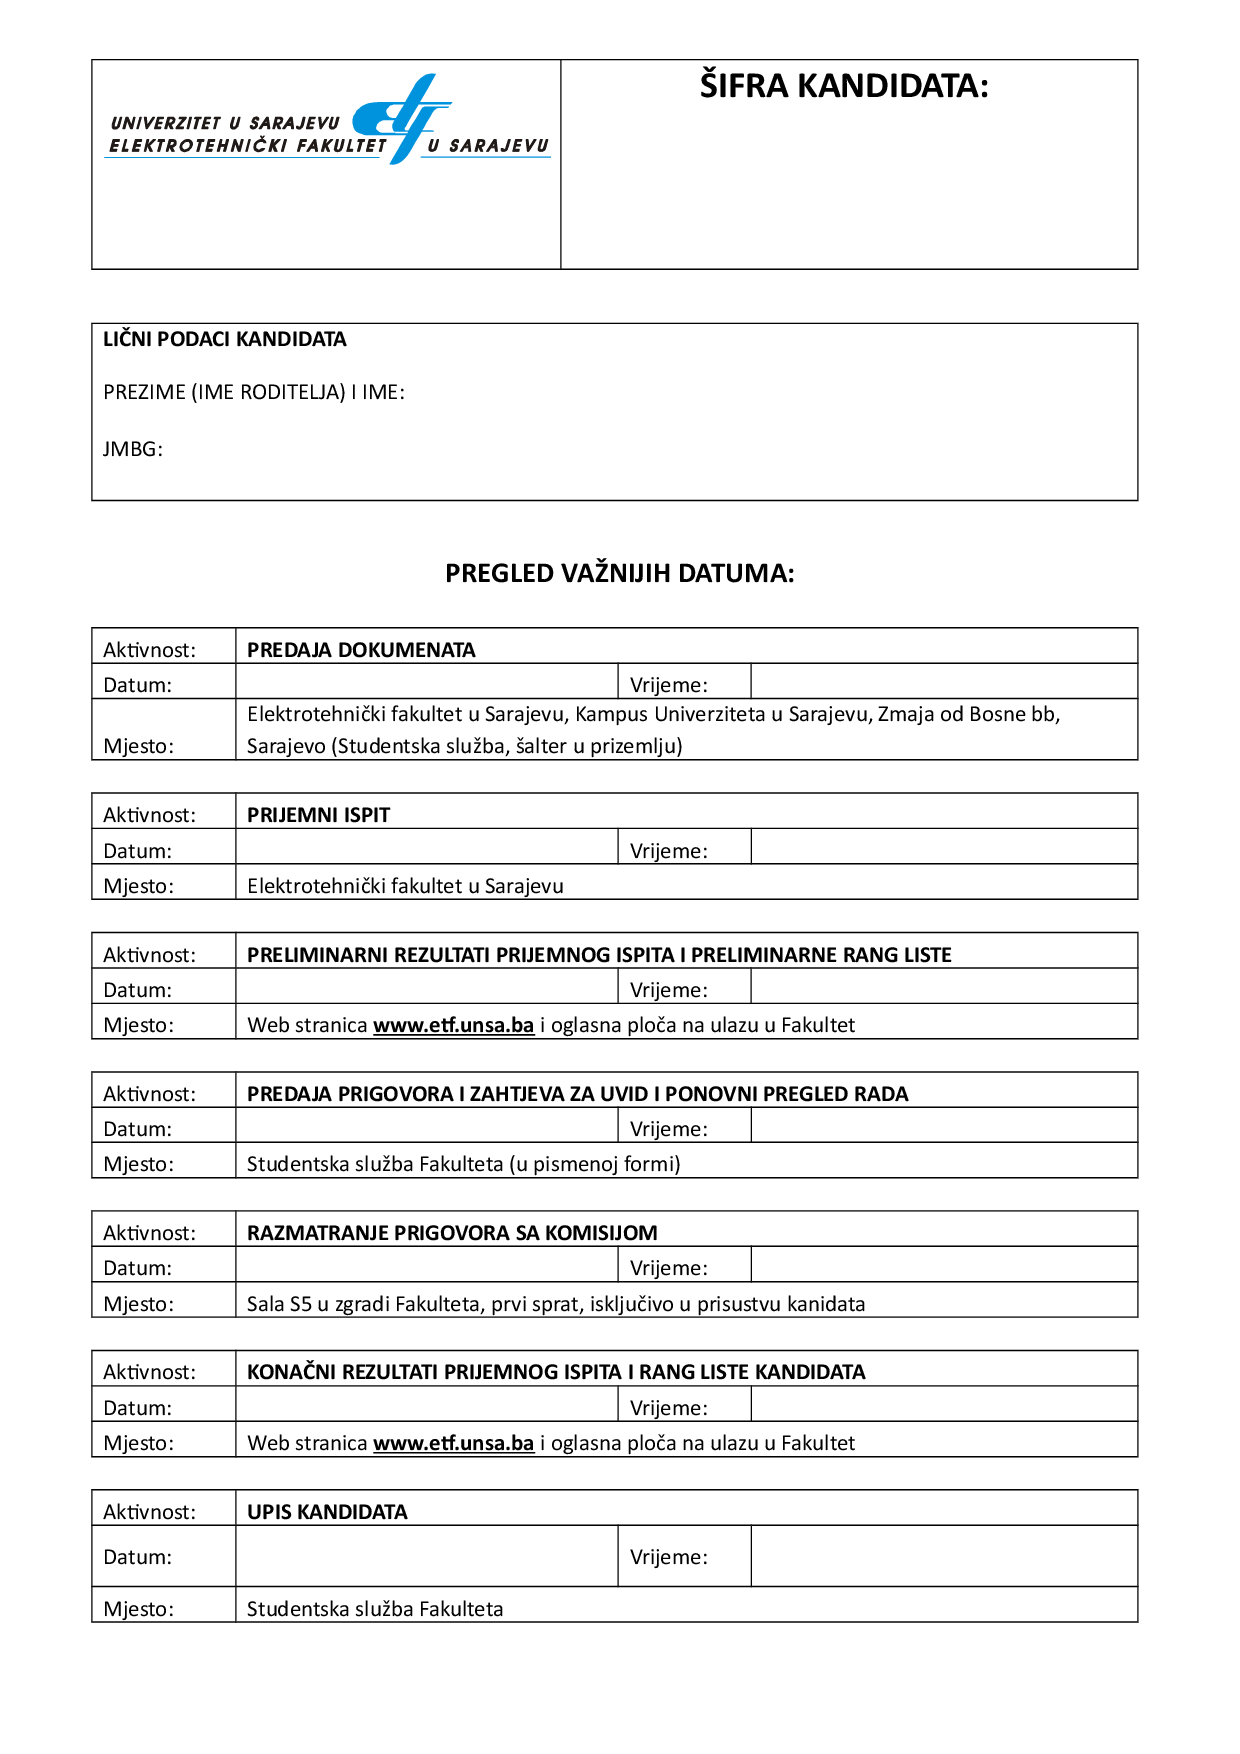 UNIVERZITET U SARAJEVU
ELEKTROTEHNIČKI FAKULTET U SARAJEVU
ŠIFRA KANDIDATA:
LIČNI PODACI KANDIDATA
PREZIME (IME RODITELJA) I IME:
JMBG:
PREGLED VAŽNIJIH DATUMA:
Aktivnost: PREDAJA DOKUMENATA
Datum: Vrijeme:
Elektrotehnički fakultet u Sarajevu, Kampus Univerziteta u Sarajevu, Zmaja od Bosne bb,
Mjesto: Sarajevo (Studentska služba, šalter u prizemlju)
Aktivnost: PRIJEMNI ISPIT
Datum: Vrijeme:
Mjesto: Elektrotehnički fakultet u Sarajevu
Aktivnost: PRELIMINARNI REZULTATI PRIJEMNOG ISPITA I PRELIMINARNE RANG LISTE
Datum: Vrijeme:
Mjesto: Web stranica www.etf.unsa.ba i oglasna ploča na ulazu u Fakultet
Aktivnost: PREDAJA PRIGOVORA I ZAHTJEVA ZA UVID I PONOVNI PREGLED RADA
Datum: Vrijeme:
Mjesto: Studentska služba Fakulteta (u pismenoj formi)
Aktivnost: RAZMATRANJE PRIGOVORA SA KOMISIJOM
Datum: Vrijeme:
Mjesto: Sala S5 u zgradi Fakulteta, prvi sprat, isključivo u prisustvu kanidata
Aktivnost: KONAČNI REZULTATI PRIJEMNOG ISPITA I RANG LISTE KANDIDATA
Datum: Vrijeme:
Mjesto: Web stranica www.etf.unsa.ba i oglasna ploča na ulazu u Fakultet
Aktivnost: UPIS KANDIDATA
Datum: Vrijeme:
Mjesto: Studentska služba Fakulteta